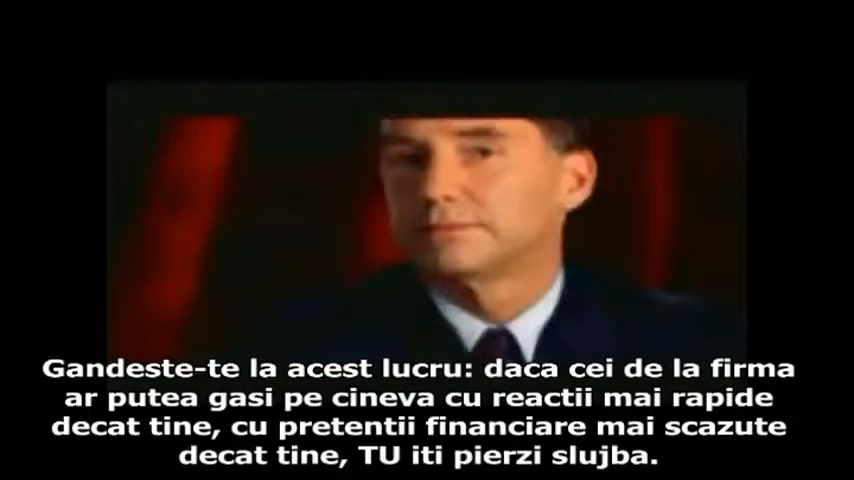 Gandeste-te la acest lucru: daca cei de la firma
ar putea gasi pe cineva cu reactii mai rapide
decat tine, cu pretentii financiare mai scazute
decat tine, TU iti pierzi slujba.